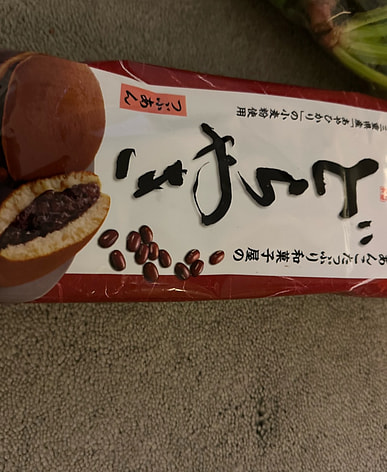 あんこたっぷり 和菓子屋の
どらやき
三重県産「あやひかり」の小麦粉使用
つぶあん